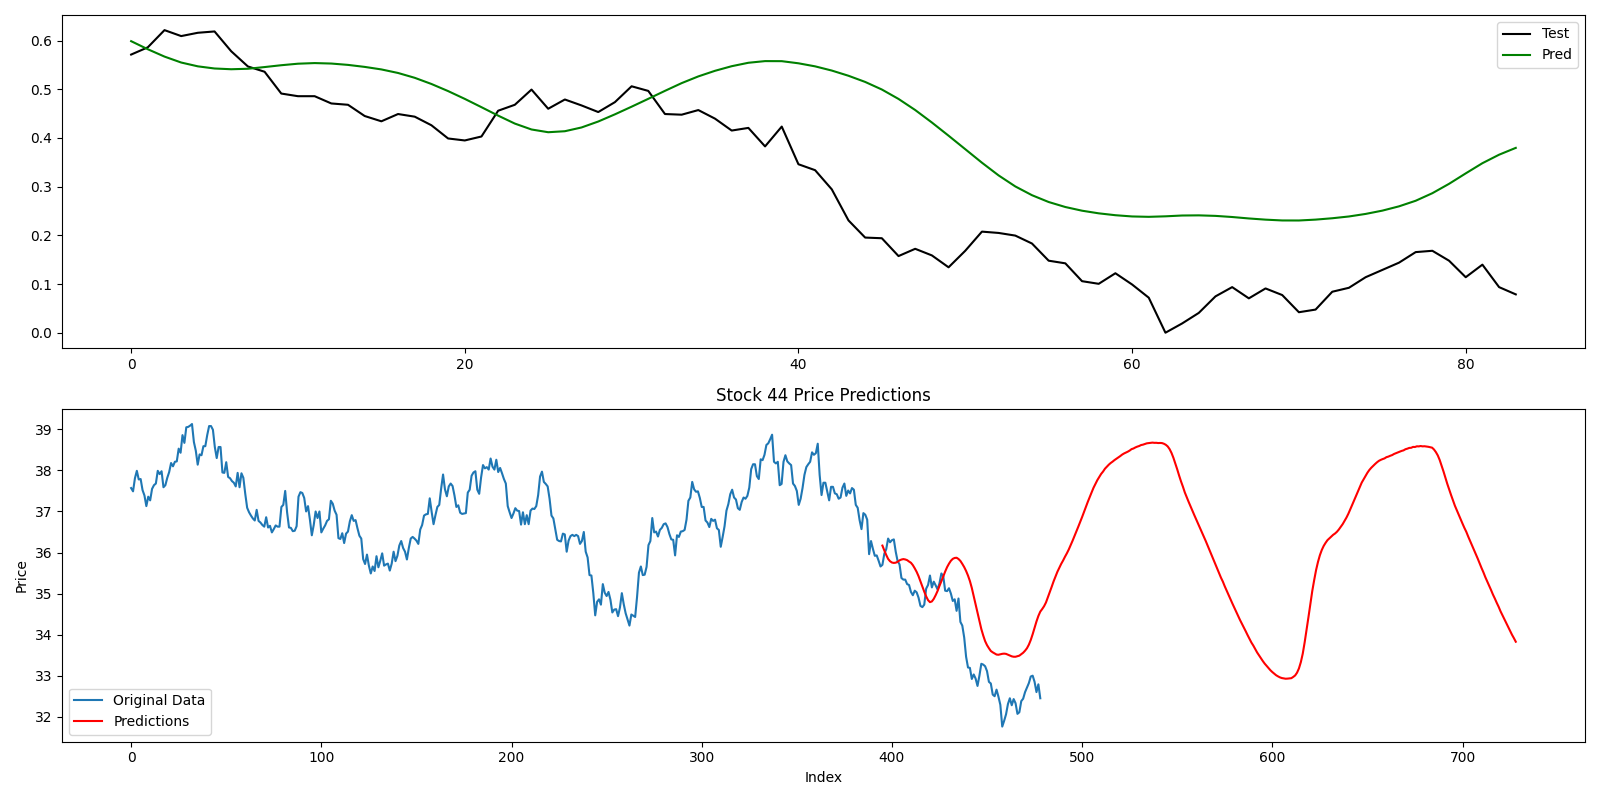 0.6
0.5
0.4
0.3
0.2
0.1
0.0
Test
Pred
0 20 40 60 80
Stock 44 Price Predictions
39
38
37
36
35
34
33
32
Price
Original Data
Predictions
0 100 200 300 400 500 600 700
Index